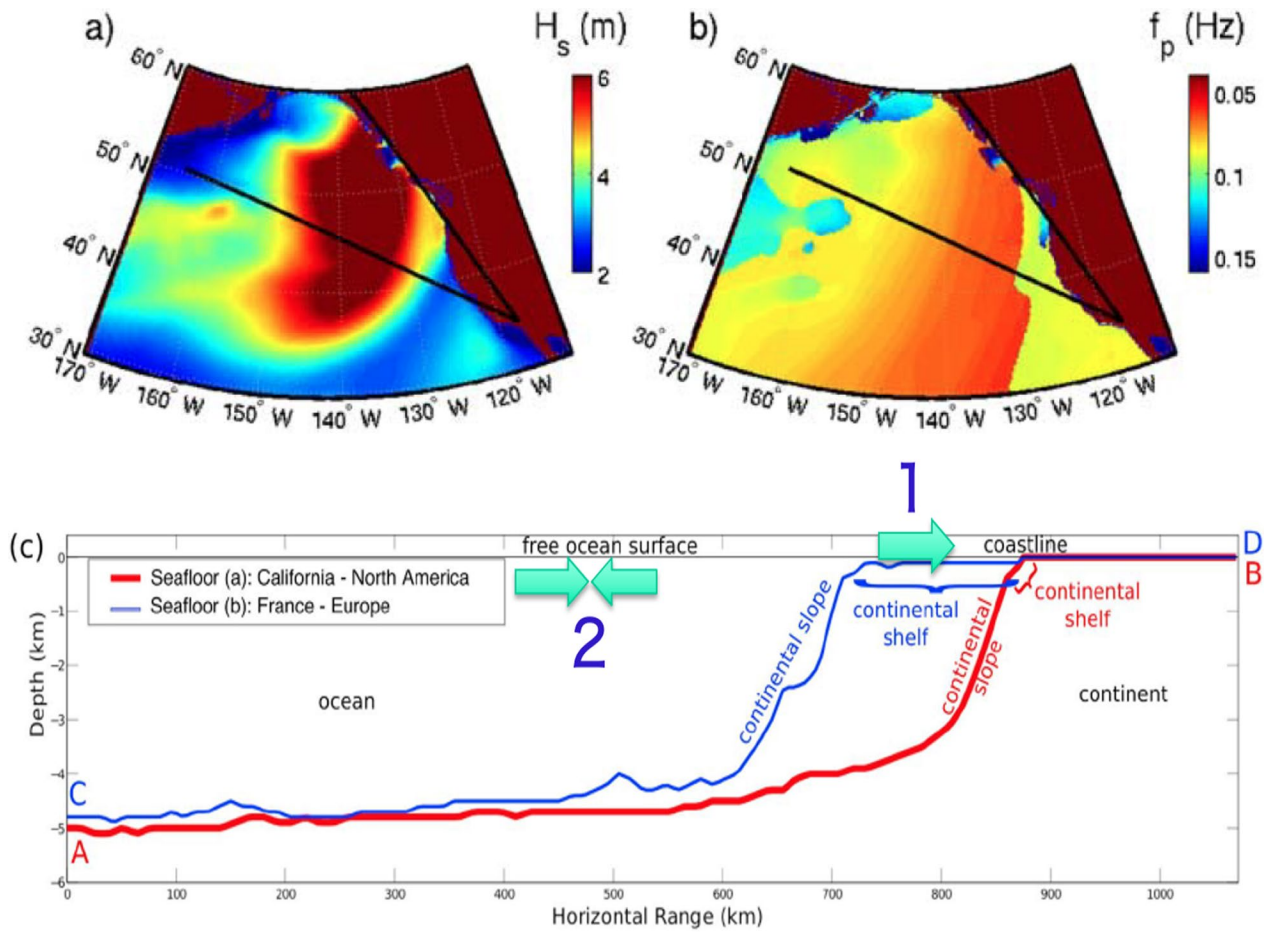 a)
H_s (m)
60° N
50° N
40° N
30° N
170° W
160° W
150° W
140° W
130° W
120° W
6
4
2
b)
f_p (Hz)
60° N
50° N
40° N
30° N
170° W
160° W
150° W
140° W
130° W
120° W
0.05
0.1
0.15
1
(c)
free ocean surface
coastline
D
B
Seafloor (a): California - North America
Seafloor (b): France - Europe
2
continental slope
continental
shelf
continental
slope
continental
shelf
ocean
continent
C
A
Depth (km)
0
−1
−2
−3
−4
−5
−6
0
100
200
300
400
500
600
700
800
900
1000
Horizontal Range (km)